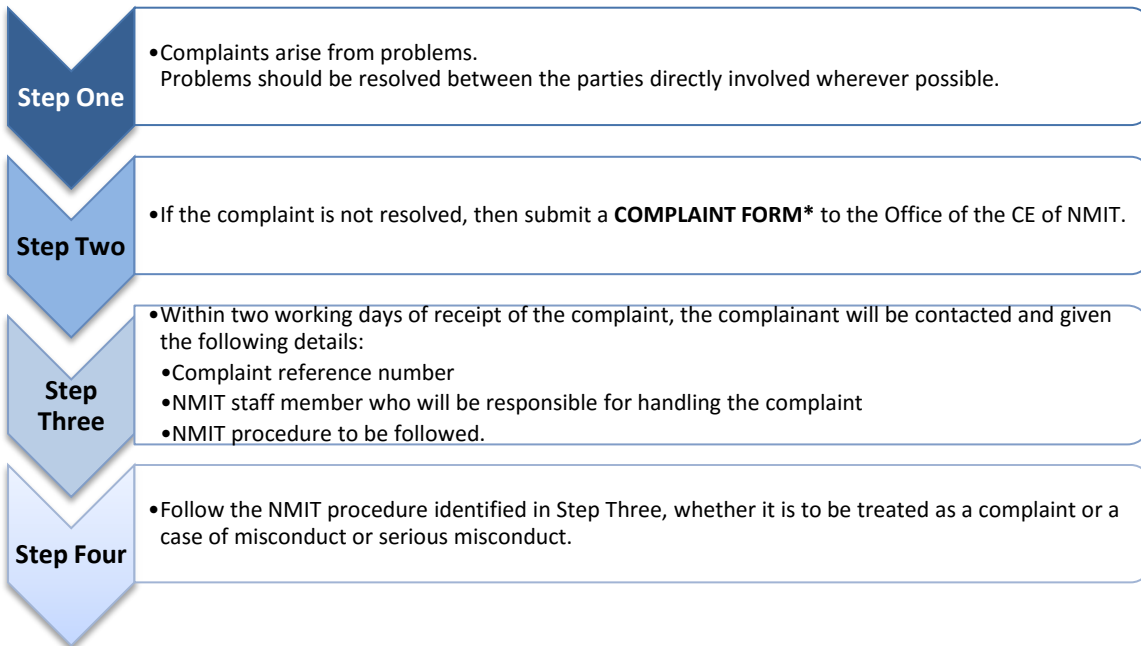 Step One
•Complaints arise from problems.
Problems should be resolved between the parties directly involved wherever possible.
Step Two
•If the complaint is not resolved, then submit a COMPLAINT FORM* to the Office of the CE of NMIT.
Step
Three
•Within two working days of receipt of the complaint, the complainant will be contacted and given
the following details:
•Complaint reference number
•NMIT staff member who will be responsible for handling the complaint
•NMIT procedure to be followed.
Step Four
•Follow the NMIT procedure identified in Step Three, whether it is to be treated as a complaint or a
case of misconduct or serious misconduct.